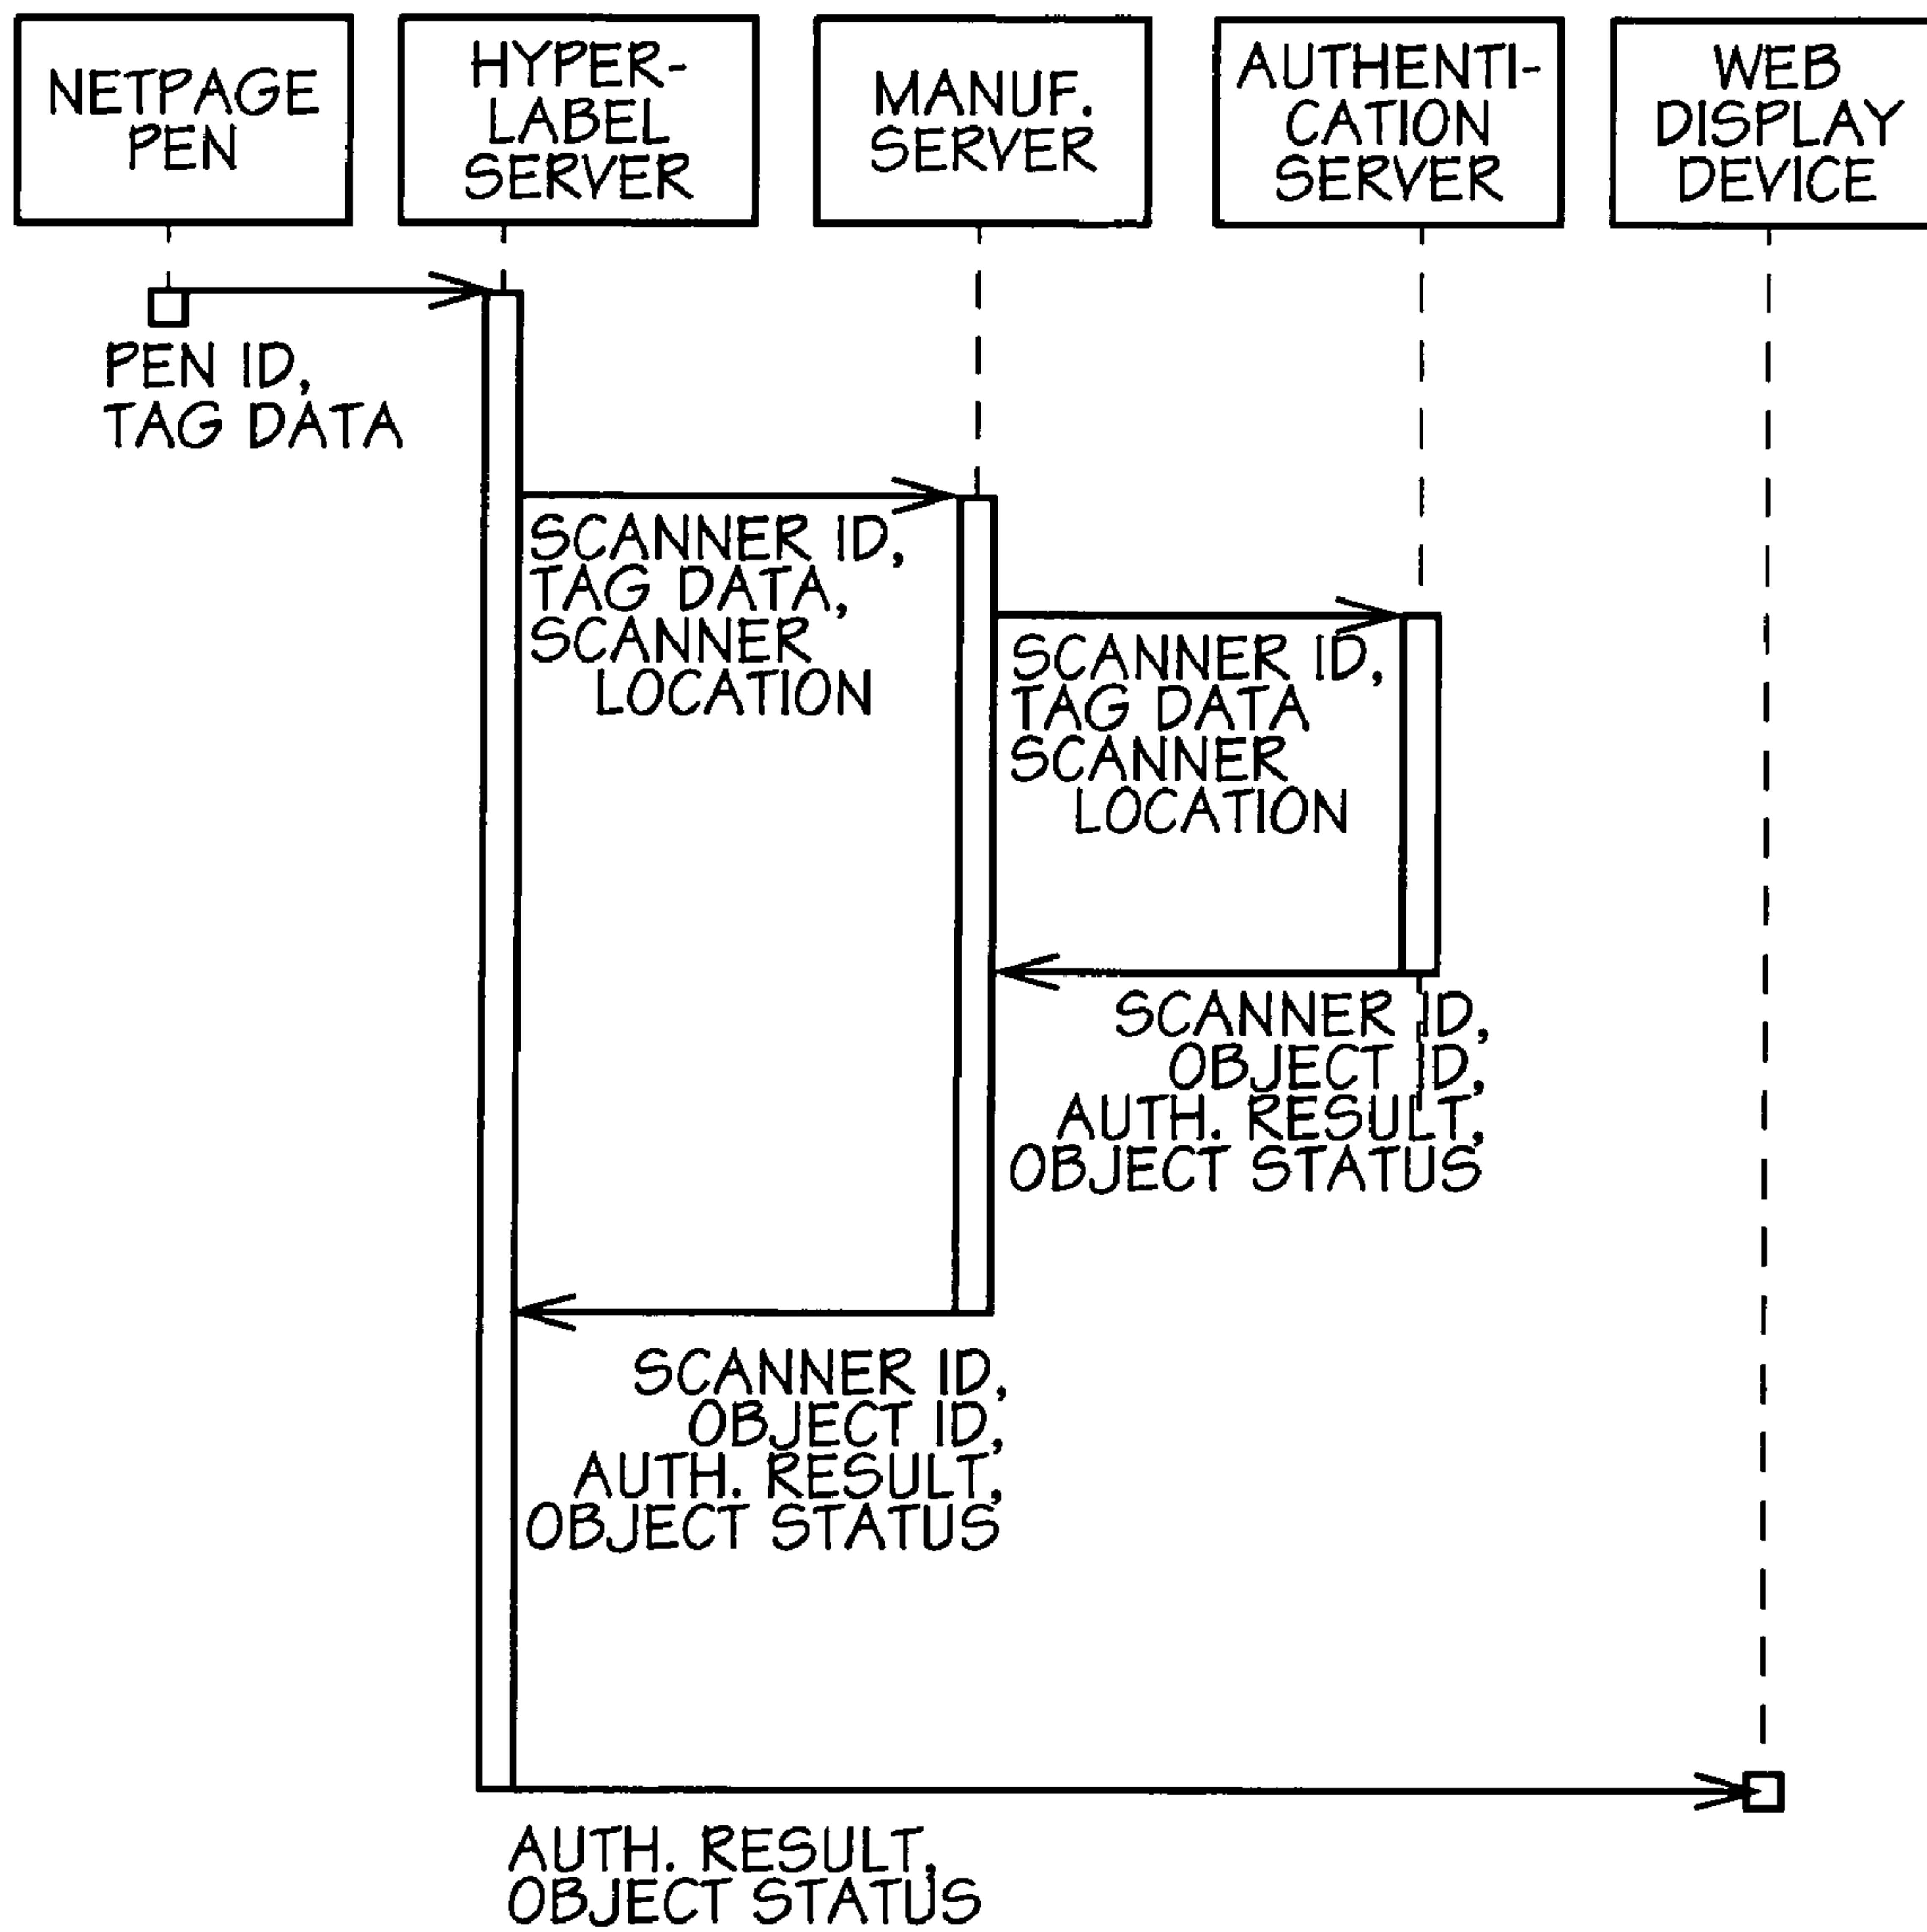 NETPAGE
PEN
HYPER-
LABEL
SERVER
MANUF.
SERVER
AUTHENTI-
CATION
SERVER
WEB
DISPLAY
DEVICE
PEN ID,
TAG DATA
SCANNER ID,
TAG DATA,
SCANNER
LOCATION
SCANNER ID,
TAG DATA
SCANNER
LOCATION
SCANNER ID,
OBJECT ID,
AUTH. RESULT,
OBJECT STATUS
SCANNER ID,
OBJECT ID,
AUTH. RESULT,
OBJECT STATUS
AUTH. RESULT,
OBJECT STATUS